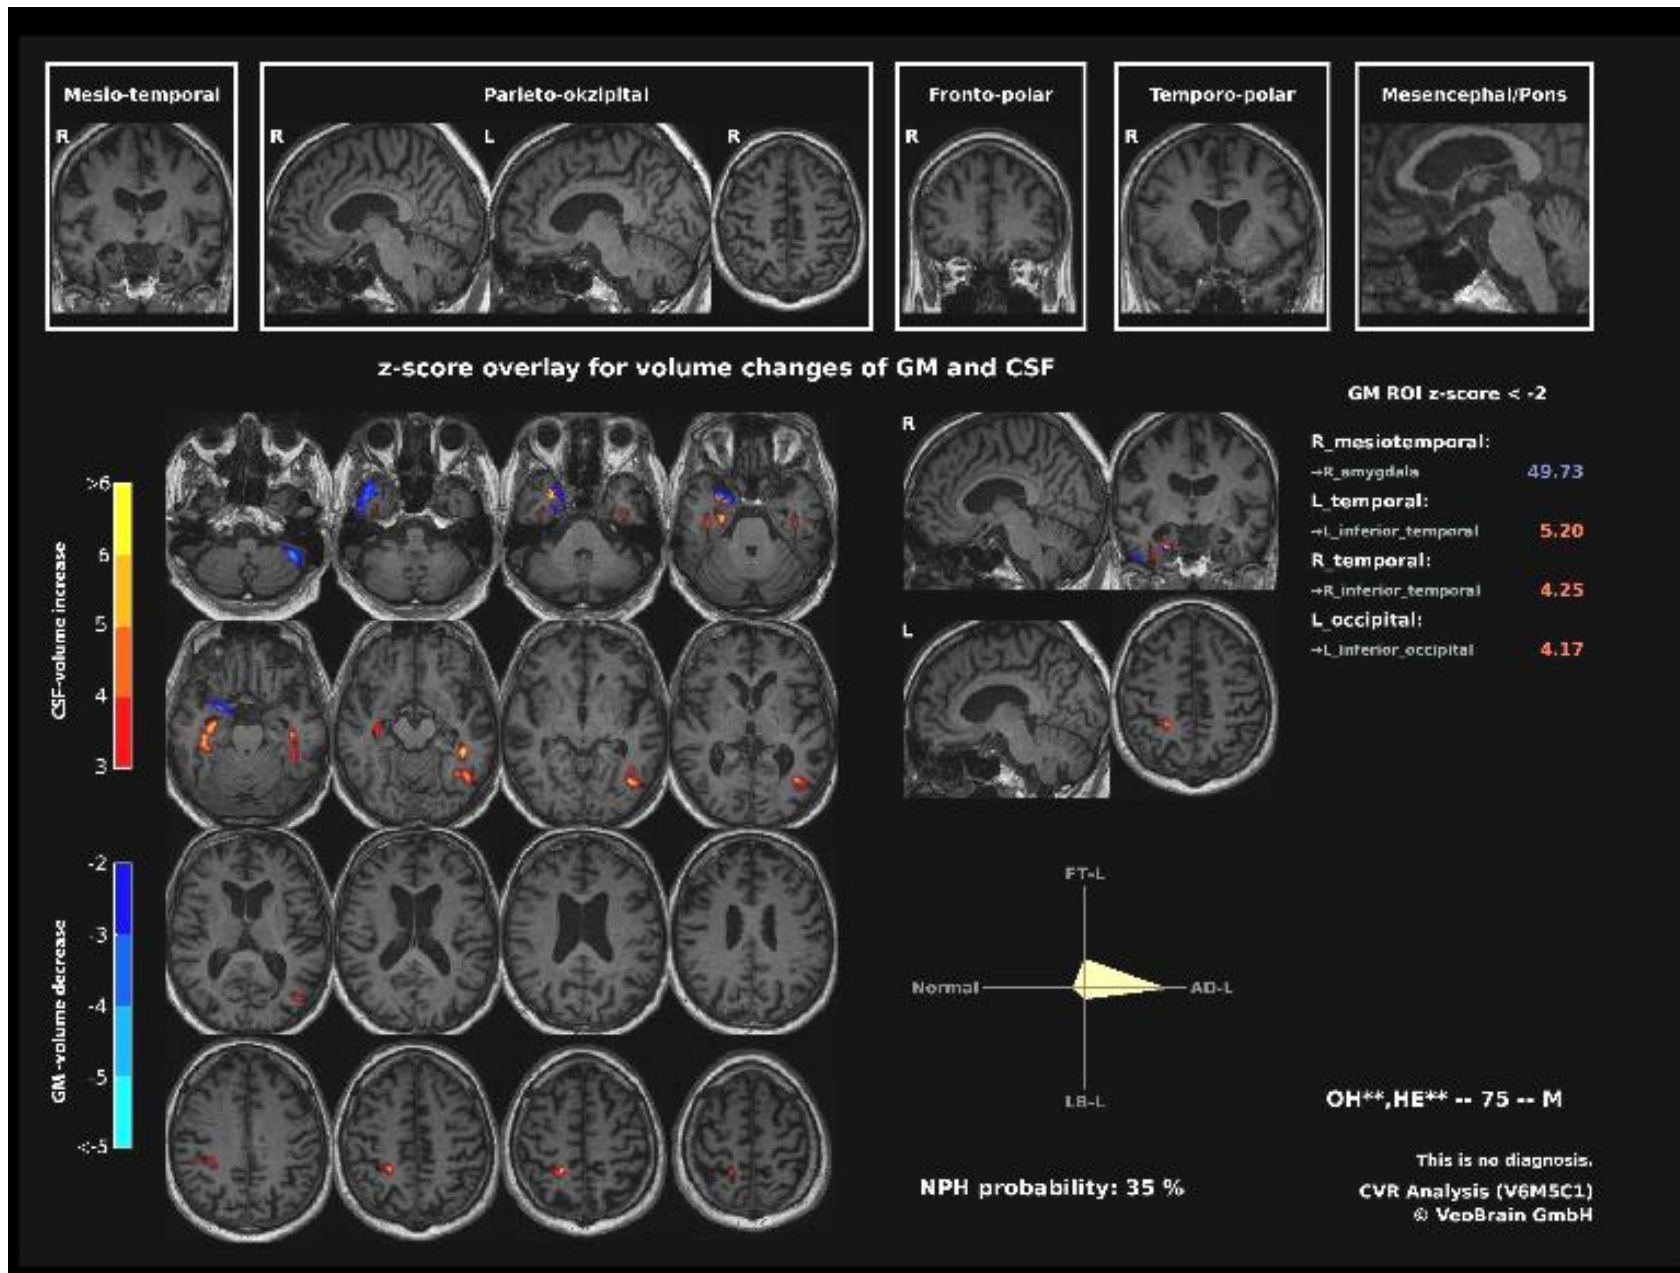 Mesio-temporal
Parieto-okzipital
Fronto-polar
Temporo-polar
Mesencephal/Pons
R
R
L
R
R
R
z-score overlay for volume changes of GM and CSF
GM ROI z-score < -2
R
R_mesiotemporal:
→R_amygdala 49.73
L_temporal:
→L_inferior_temporal 5.20
R_temporal:
→R_inferior_temporal 4.25
L_occipital:
→L_inferior_occipital 4.17
L
CSF-volume increase
>6
6
5
4
3
GM -volume decrease
-2
-3
-4
-5
<-5
FT-L
Normal
AD-L
LB-L
NPH probability: 35 %
OH**,HE** -- 75 -- M
This is no diagnosis.
CVR Analysis (V6M5C1)
© VeoBrain GmbH